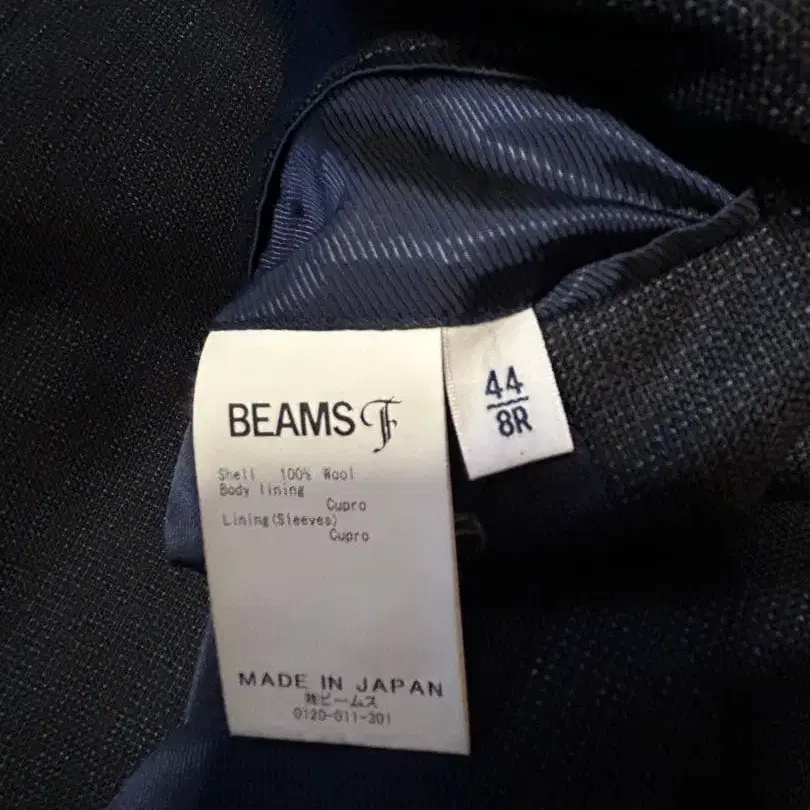 BEAMS F
Shell 100% Wool
Body lining
Cupro
Lining(Sleeves)
Cupro
MADE IN JAPAN
㈱ビームス
0120-011-301
44
8R